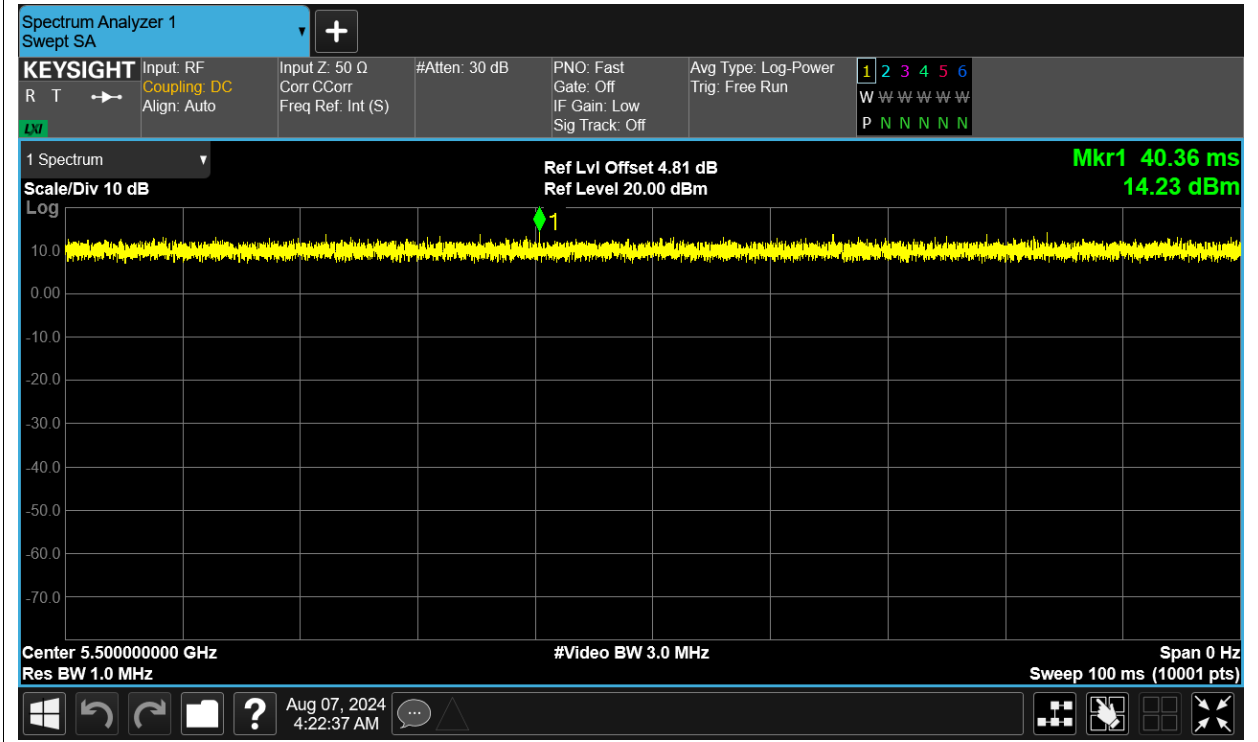 Spectrum Analyzer 1
Swept SA
KEYSIGHT
R T
LXI
Input: RF
Coupling: DC
Align: Auto
Input Z: 50 Ω
Corr CCorr
Freq Ref: Int (S)
#Atten: 30 dB
PNO: Fast
Gate: Off
IF Gain: Low
Sig Track: Off
Avg Type: Log-Power
Trig: Free Run
1 2 3 4 5 6
W W W W W W
P N N N N N
1 Spectrum
Scale/Div 10 dB
Log
Ref Lvl Offset 4.81 dB
Ref Level 20.00 dBm
Mkr1 40.36 ms
14.23 dBm
1
10.0
0.00
-10.0
-20.0
-30.0
-40.0
-50.0
-60.0
-70.0
Center 5.500000000 GHz
Res BW 1.0 MHz
#Video BW 3.0 MHz
Span 0 Hz
Sweep 100 ms (10001 pts)
?
Aug 07, 2024
4:22:37 AM